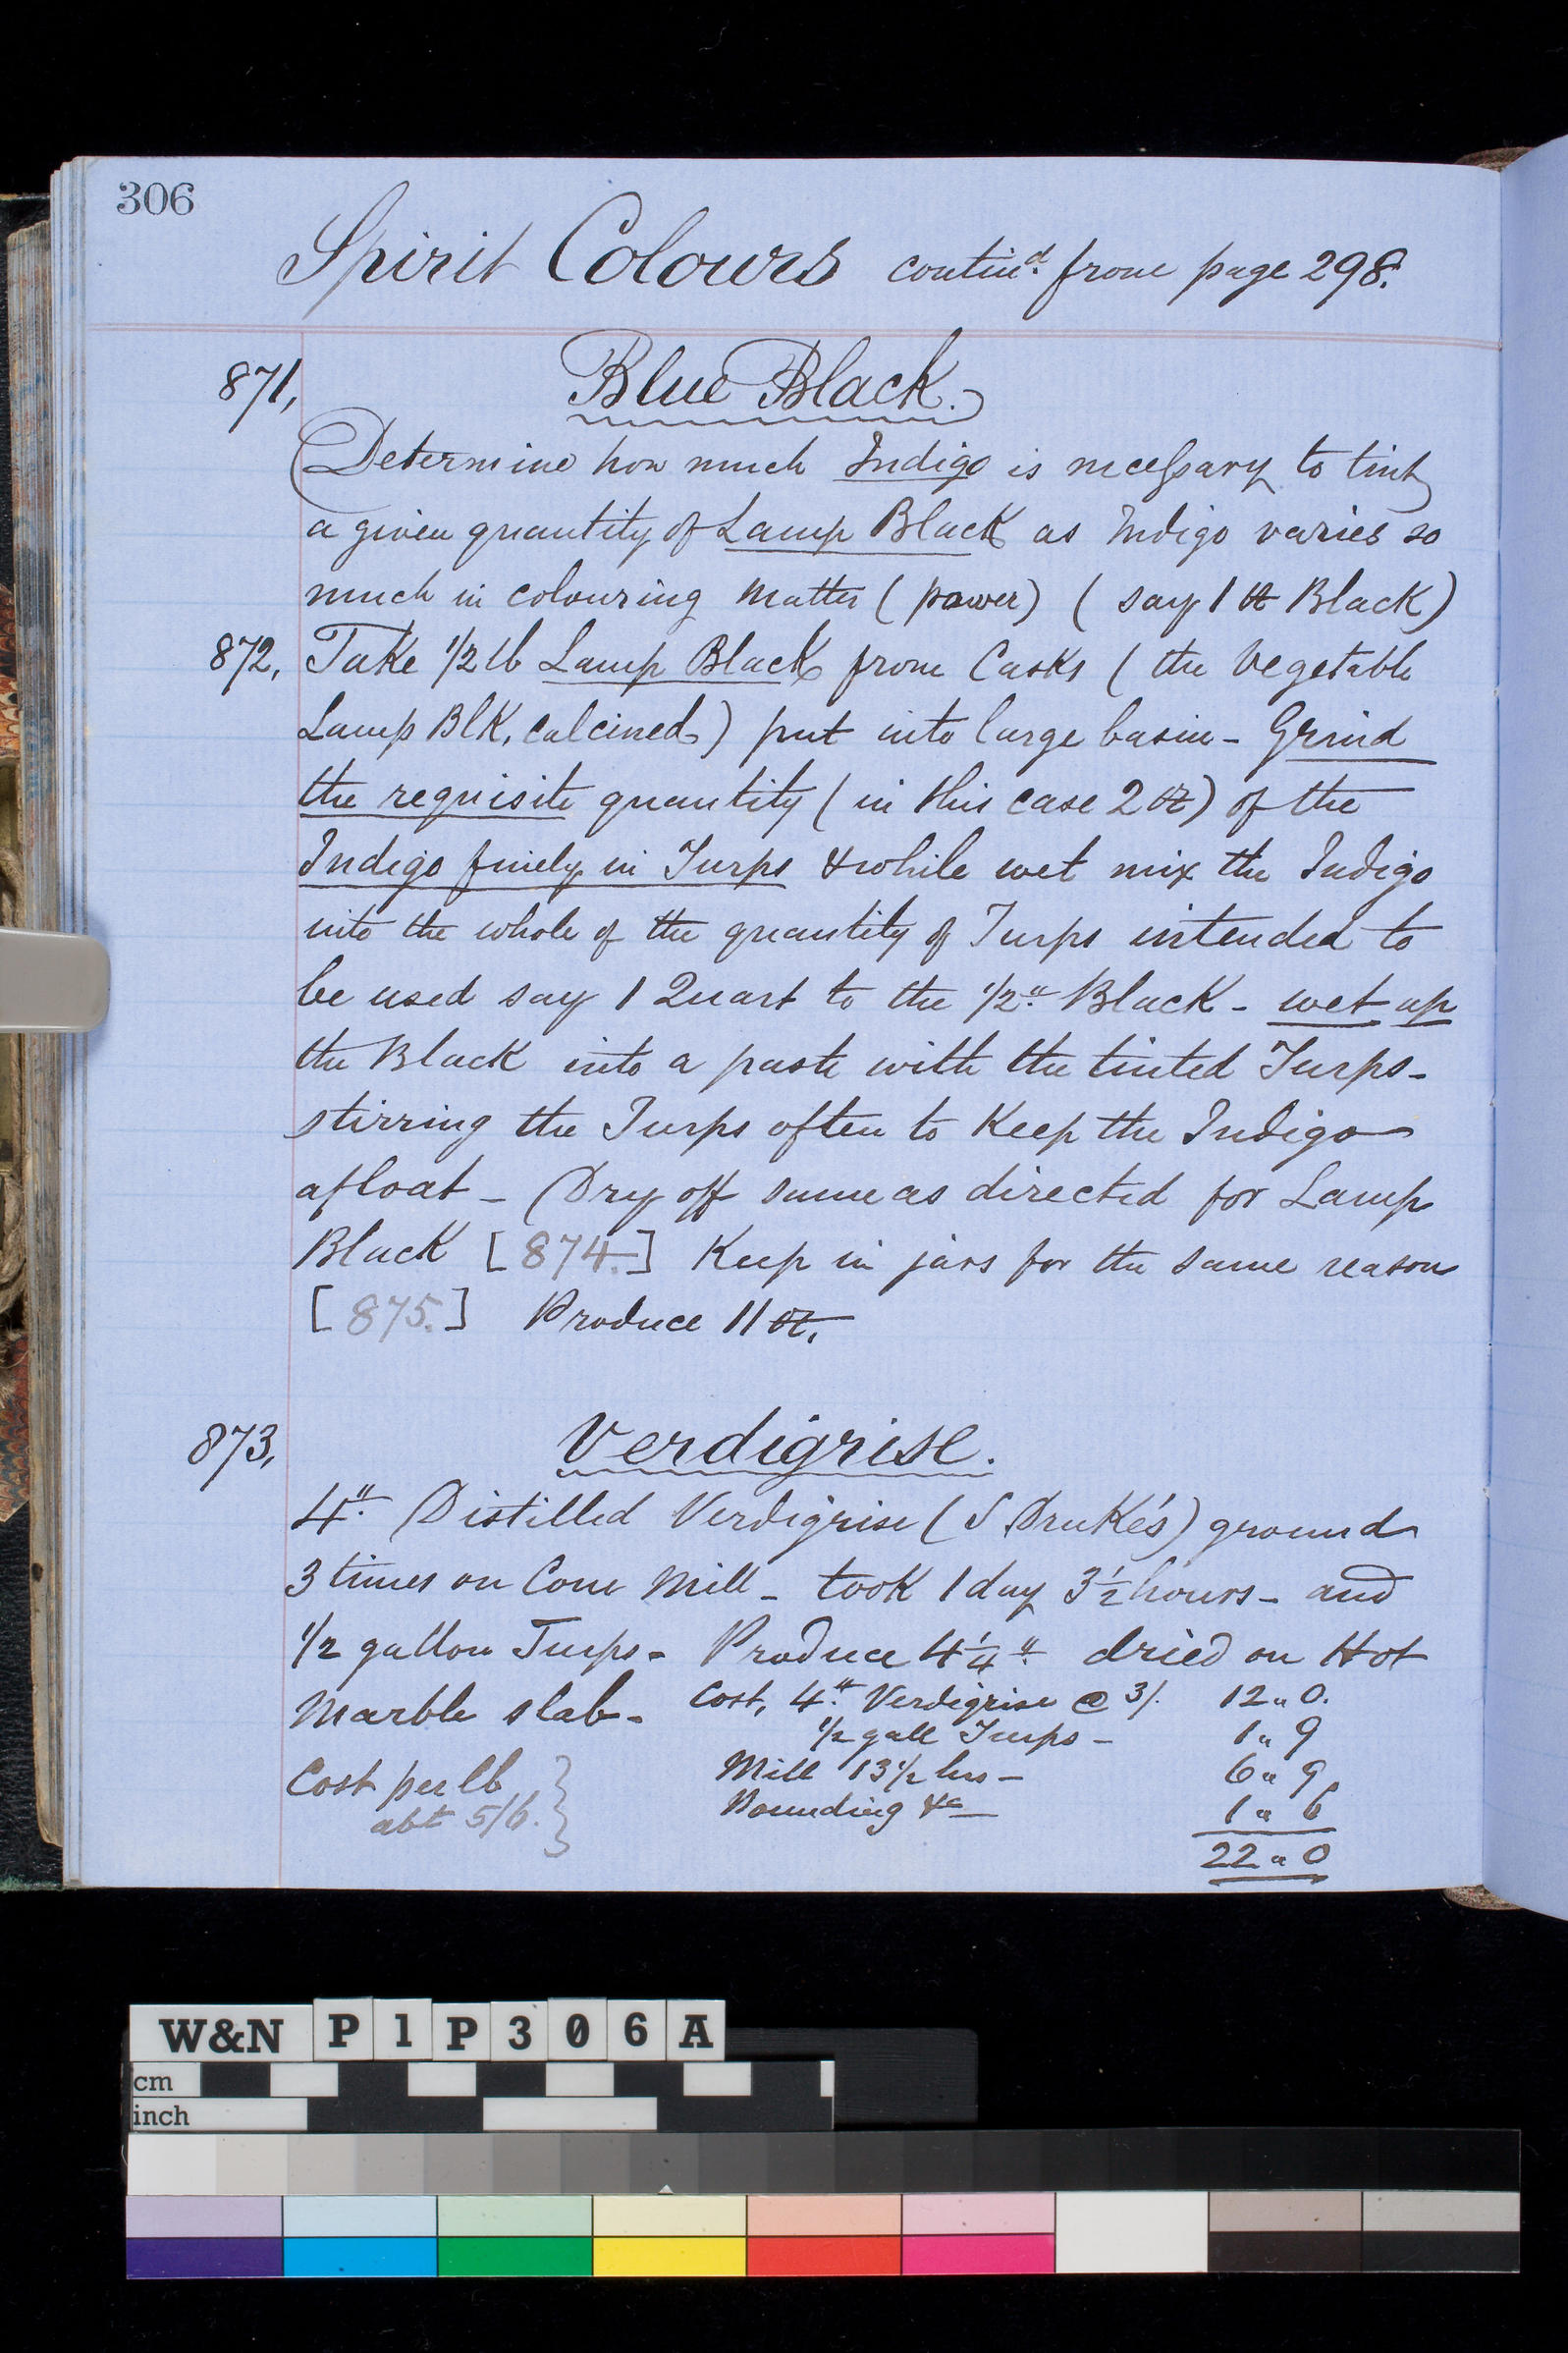 306
Spirit Colours contind. from page 298.
871, Blue Black.
Determine how much Indigo is necessary to tint
a given quantity of Lamp Black as Indigo varies so
much in colouring matter (power) (say 1 lb Black)
872, Take 1/2 lb Lamp Black from Casks (the Vegetable
Lamp Blk, calcined) put into large basin - Grind
the requisite quantity (in this case 2 oz) of the
Indigo finely in Turps & while wet mix the Indigo
into the whole of the quantity of Turps intended to
be used say 1 Quart to the 1/2 " Black - wet up
the Black into a paste with the tinted Turps -
stirring the Turps often to Keep the Indigo
afloat - Dry off same as directed for Lamp
Black [874.] Keep in jars for the same reason
[875.] Produce 11 oz.
873, Verdigrise.
4" Distilled Verdigrise (S Druke's) ground
3 times on Cone Mill - took 1 day 3 1/2 hours - and
1/2 gallon Turps - Produce 4 1/4 " dried on Hot
Marble slab - Cost, 4" Verdigrise @ 3/. 12 " 0.
1/2 gall Turps - 1 " 9
Cost per lb Mill 13 1/2 hrs - 6 " 9
abt 5/6. Pounding &c - 1 " 6
22 " 0
W&N P 1 P 3 0 6 A
cm
inch